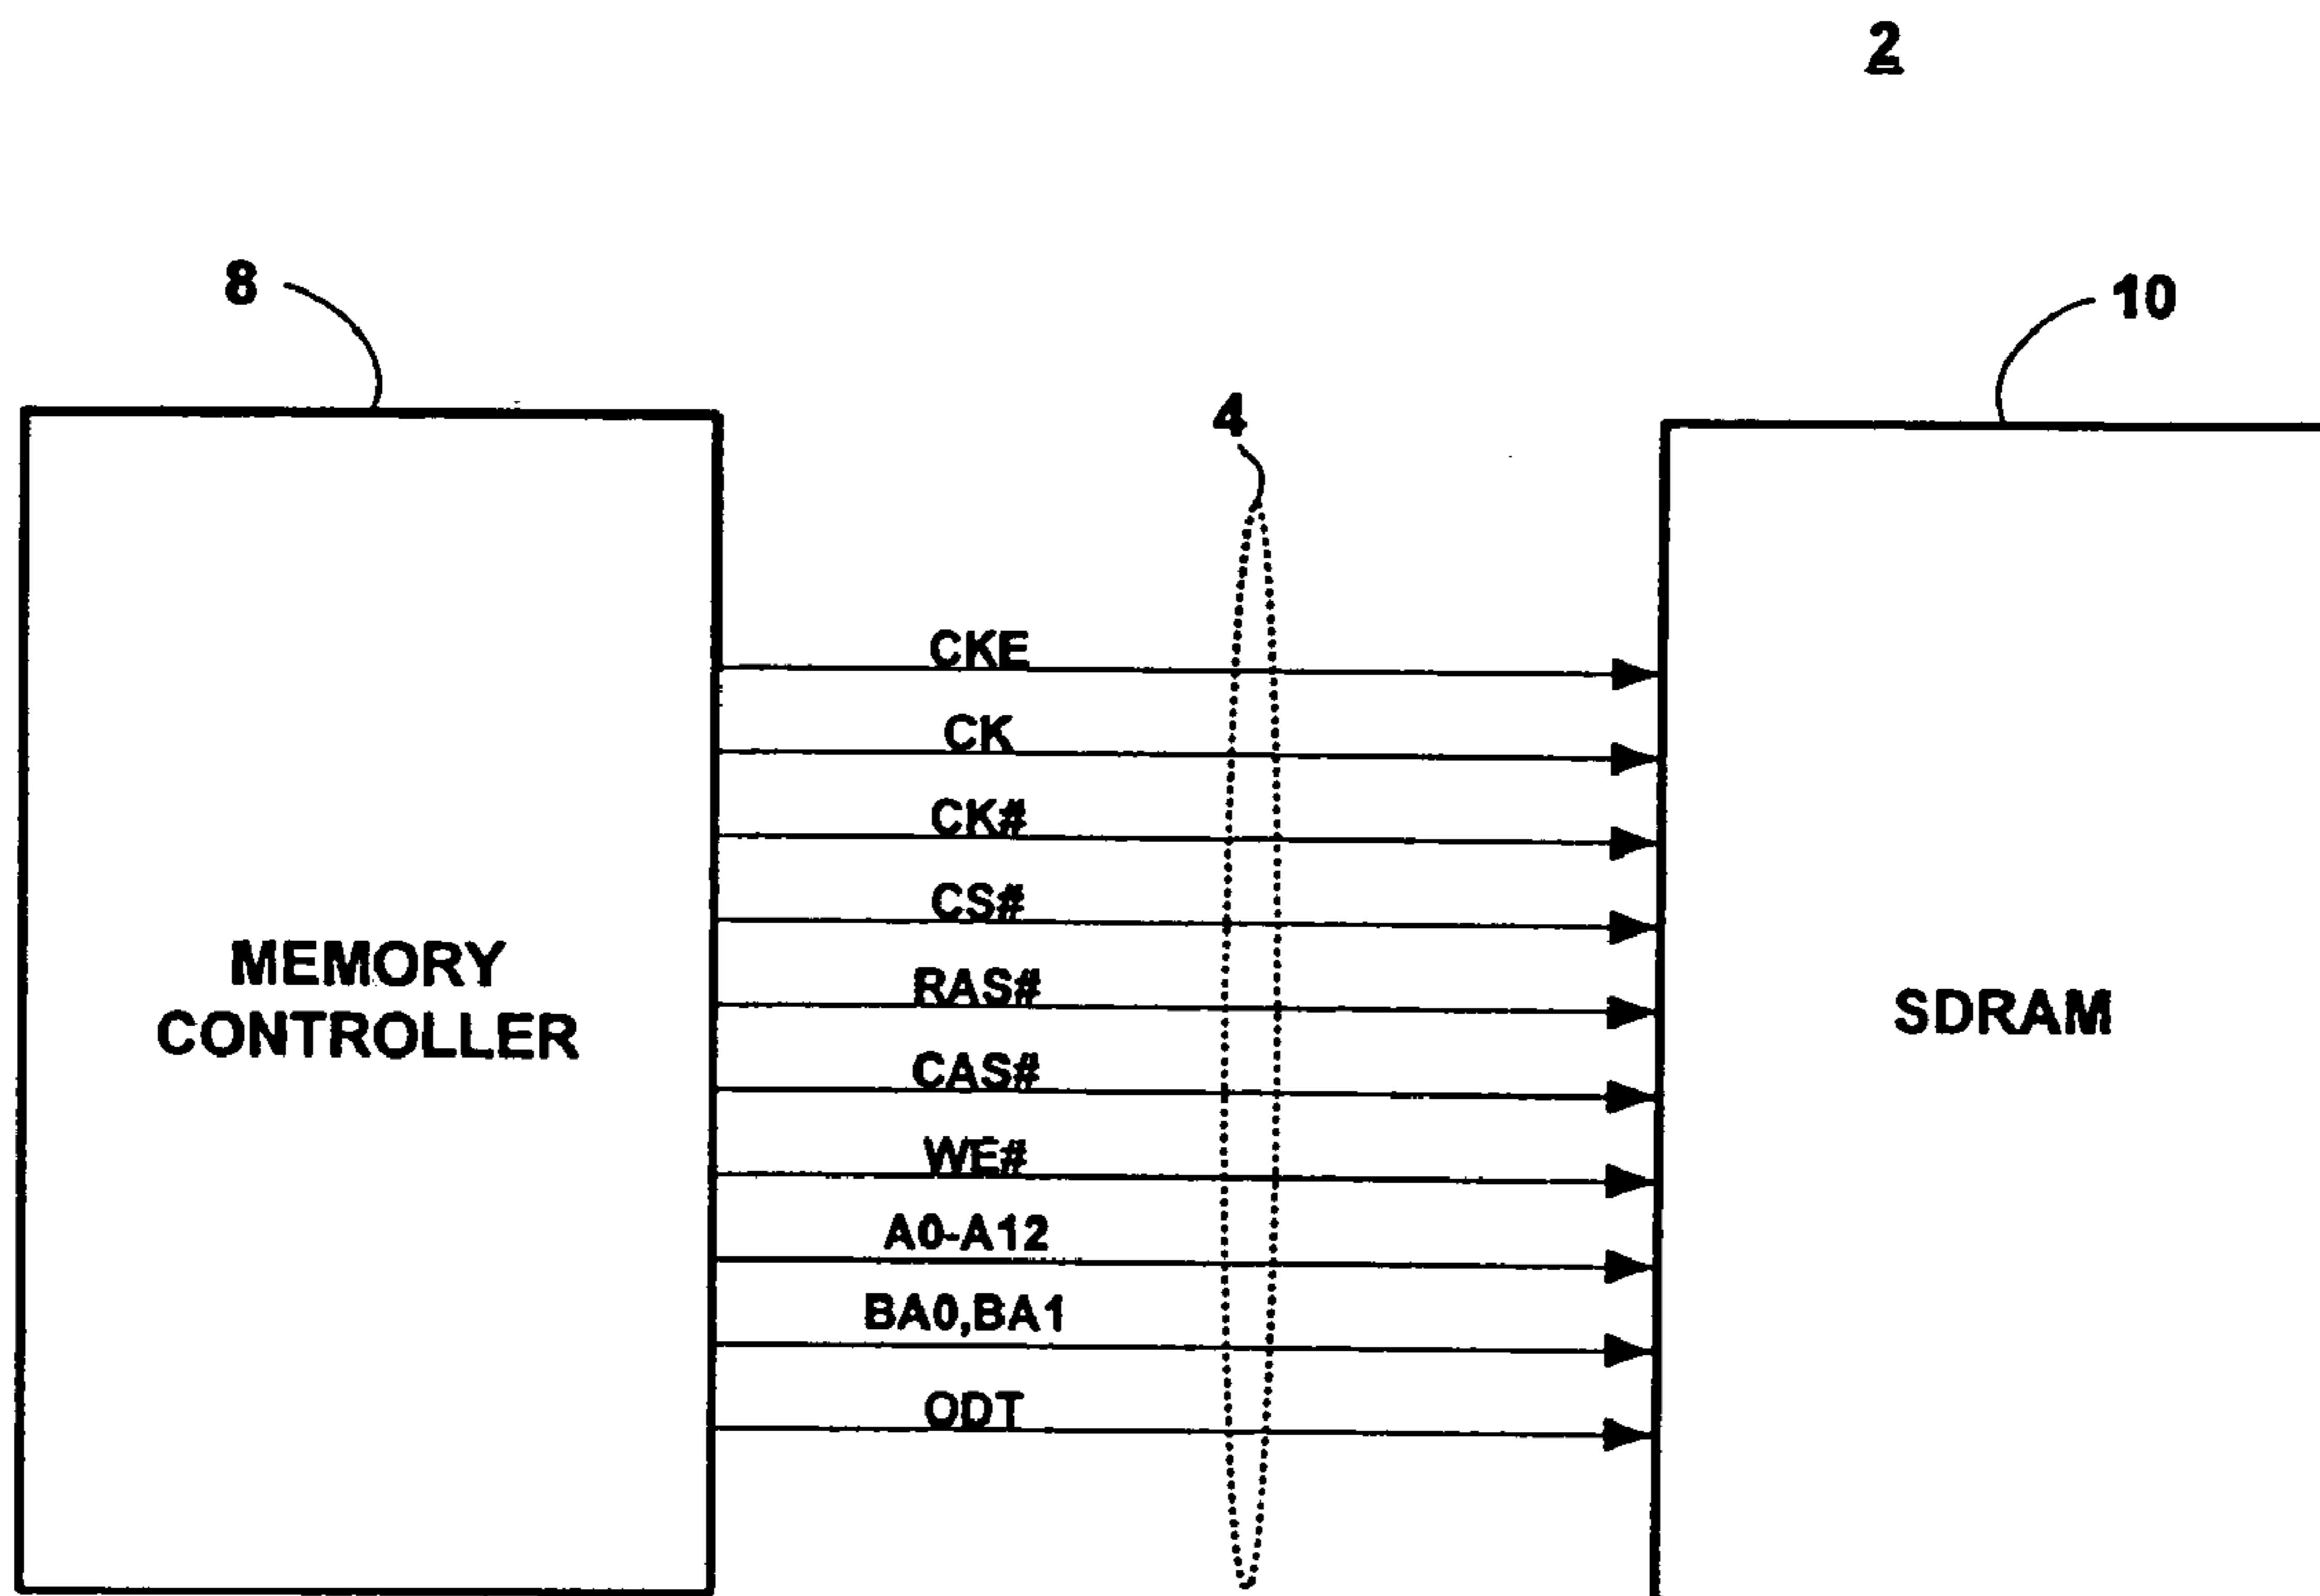 2
8
10
4
CKE
CK
CK#
CS#
RAS#
CAS#
WE#
A0-A12
BA0,BA1
ODT
MEMORY
CONTROLLER
SDRAM